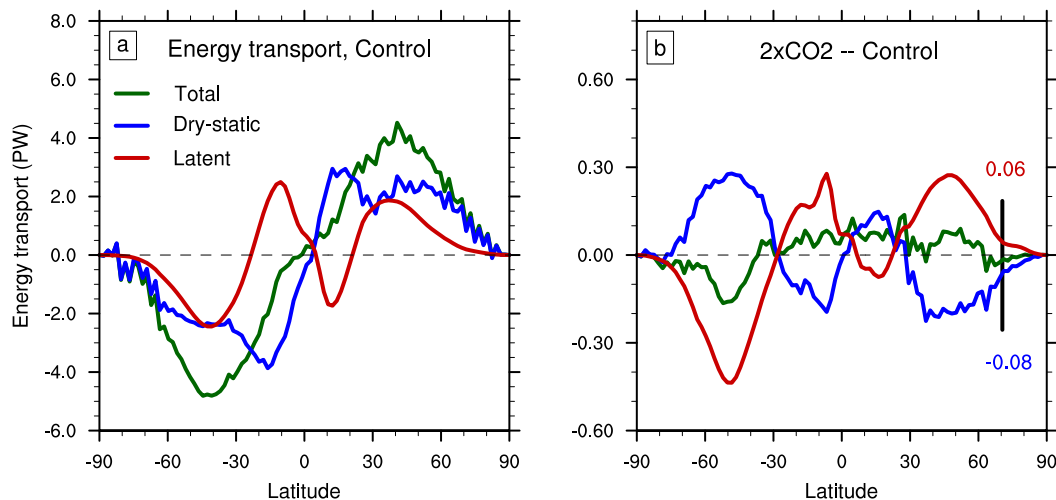 a
Energy transport, Control
Total
Dry-static
Latent
8.0
6.0
4.0
2.0
0.0
-2.0
-4.0
-6.0
Energy transport (PW)
-90 -60 -30 0 30 60 90
Latitude
b
2xCO2 -- Control
0.60
0.30
0.00
-0.30
-0.60
0.06
-0.08
-90 -60 -30 0 30 60 90
Latitude